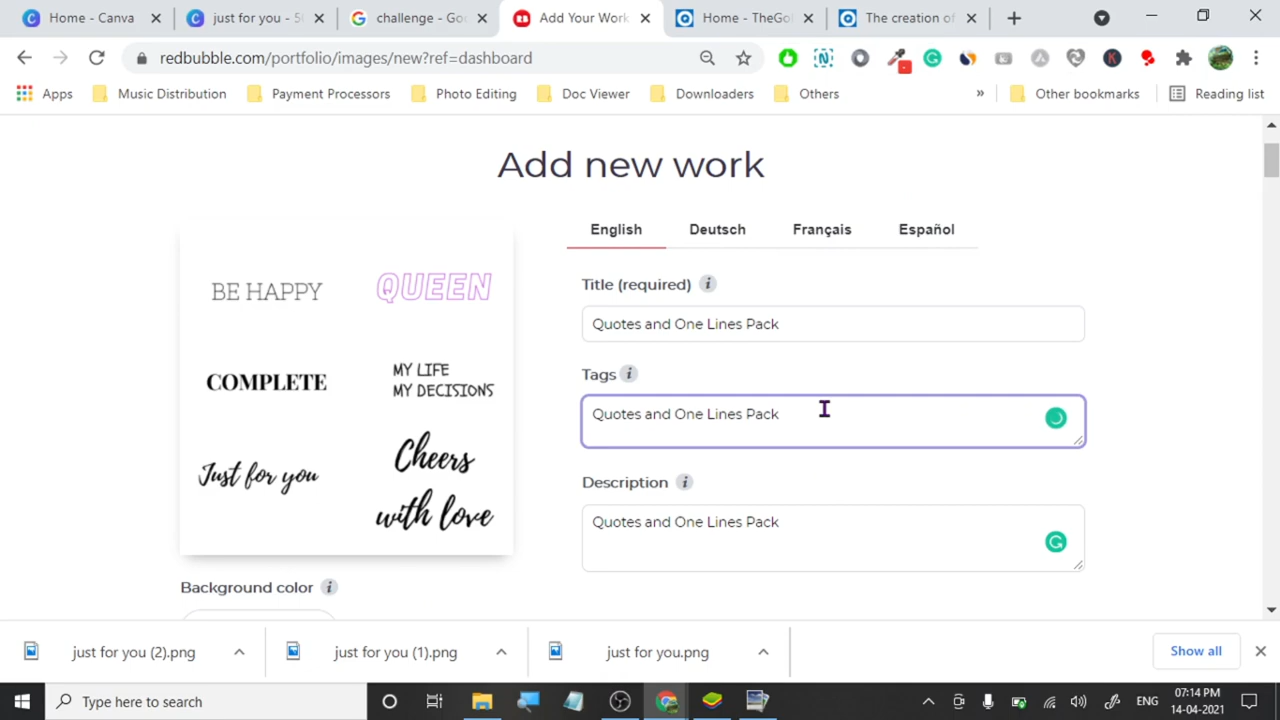 Home - Canva
just for you - 50
challenge - Goo
Add Your Work
Home - TheGol
The creation of
redbubble.com/portfolio/images/new?ref=dashboard
Apps
Music Distribution
Payment Processors
Photo Editing
Doc Viewer
Downloaders
Others
»
Other bookmarks
Reading list
Add new work
English
Deutsch
Français
Español
BE HAPPY
QUEEN
COMPLETE
MY LIFE
MY DECISIONS
Just for you
Cheers
with love
Title (required)
Quotes and One Lines Pack
Tags
Quotes and One Lines Pack
Description
Quotes and One Lines Pack
Background color
just for you (2).png
just for you (1).png
just for you.png
Show all
Type here to search
ENG
07:14 PM
14-04-2021